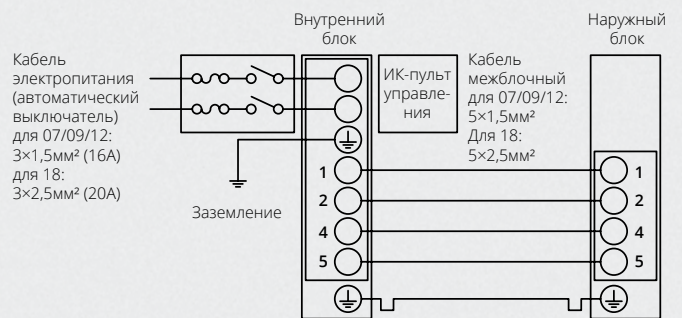 Внутренний
блок
Наружный
блок
Кабель
электропитания
(автоматический
выключатель)
для 07/09/12:
3×1,5мм² (16А)
для 18:
3×2,5мм² (20А)
ИК-пульт
управле-
ния
Кабель
межблочный
для 07/09/12:
5×1,5мм²
Для 18:
5×2,5мм²
Заземление
1
2
4
5
1
2
4
5